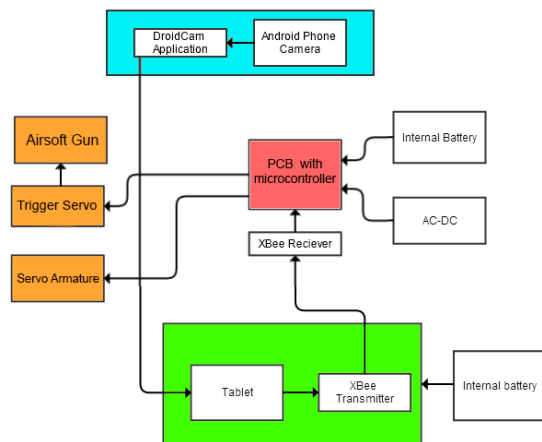 DroidCam
Application
Android Phone
Camera
Airsoft Gun
Trigger Servo
Servo Armature
PCB with
microcontroller
Internal Battery
AC-DC
XBee Reciever
Tablet
XBee
Transmitter
Internal battery